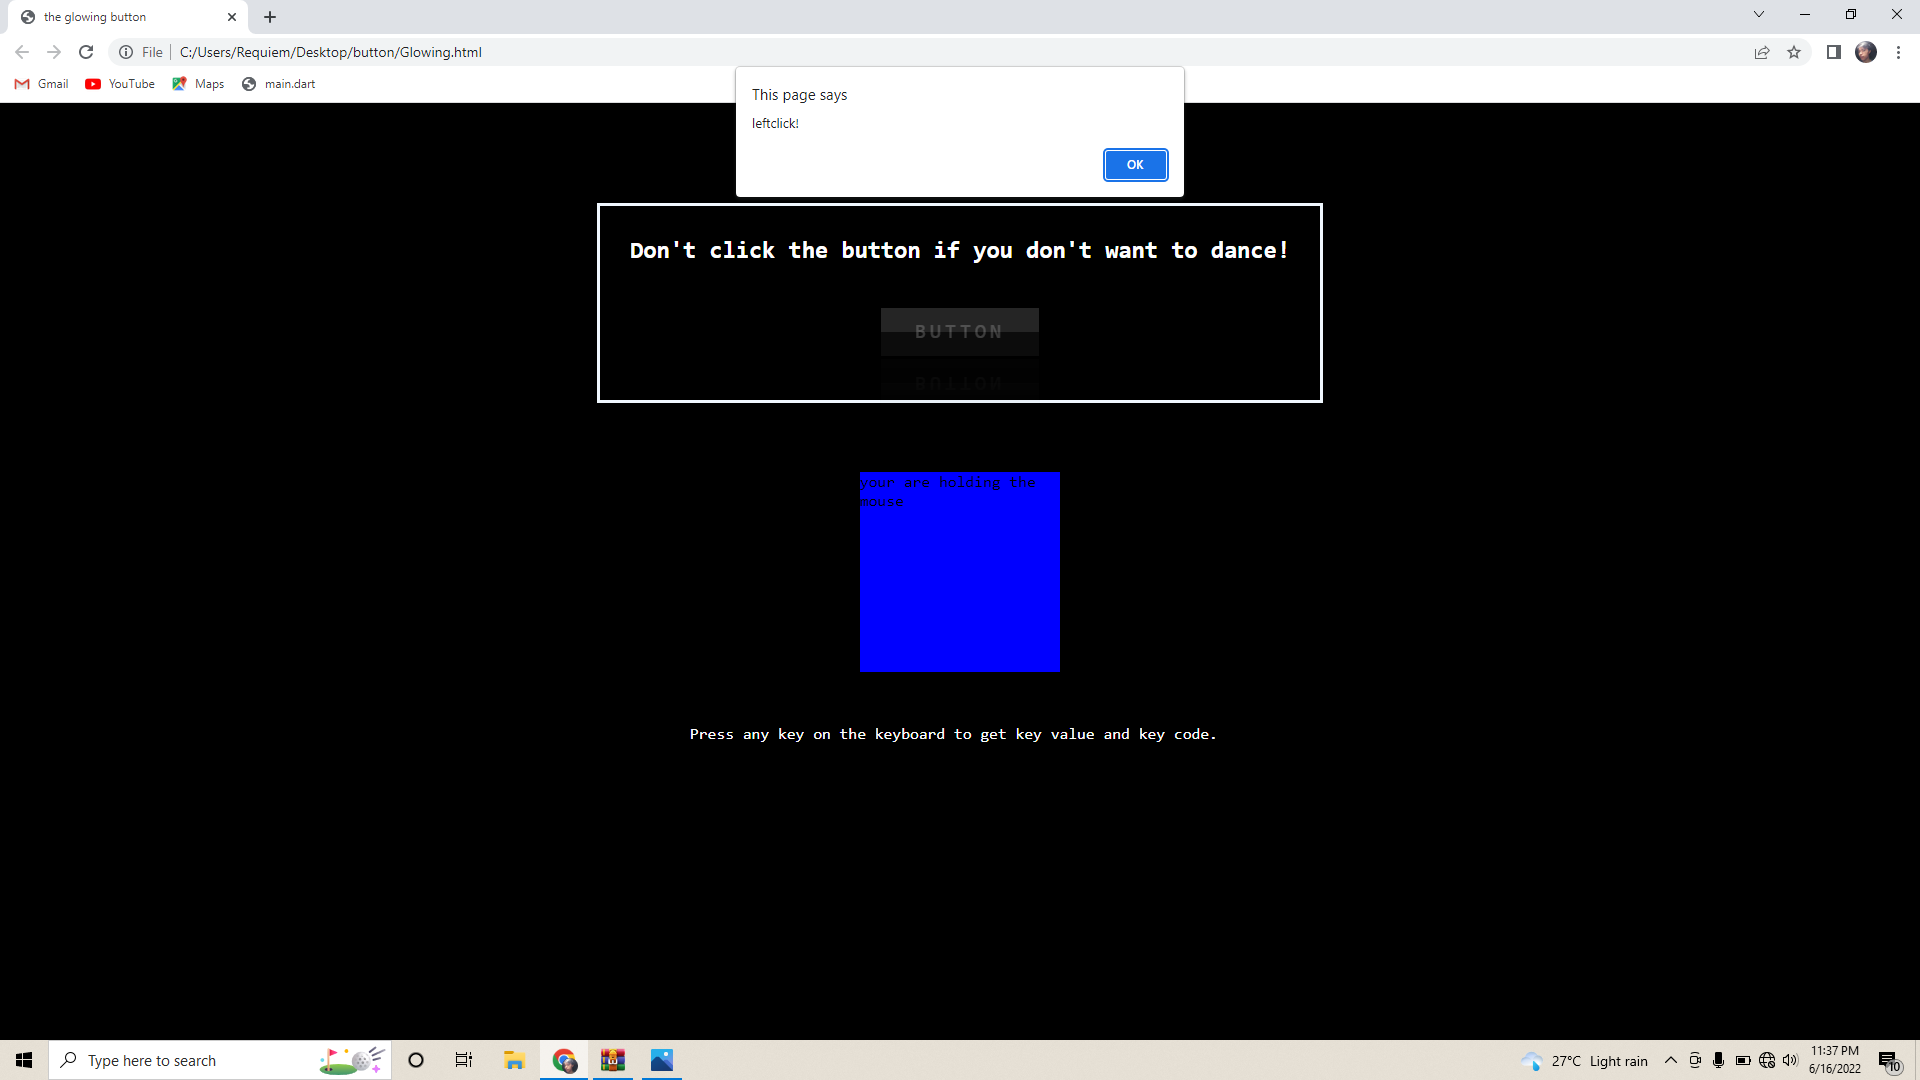 the glowing button
File
C:/Users/Requiem/Desktop/button/Glowing.html
Gmail
YouTube
Maps
main.dart
This page says
leftclick!
OK
Don't click the button if you don't want to dance!
BUTTON
BUTTON
your are holding the
mouse
Press any key on the keyboard to get key value and key code.
Type here to search
27°C Light rain
11:37 PM
6/16/2022
10